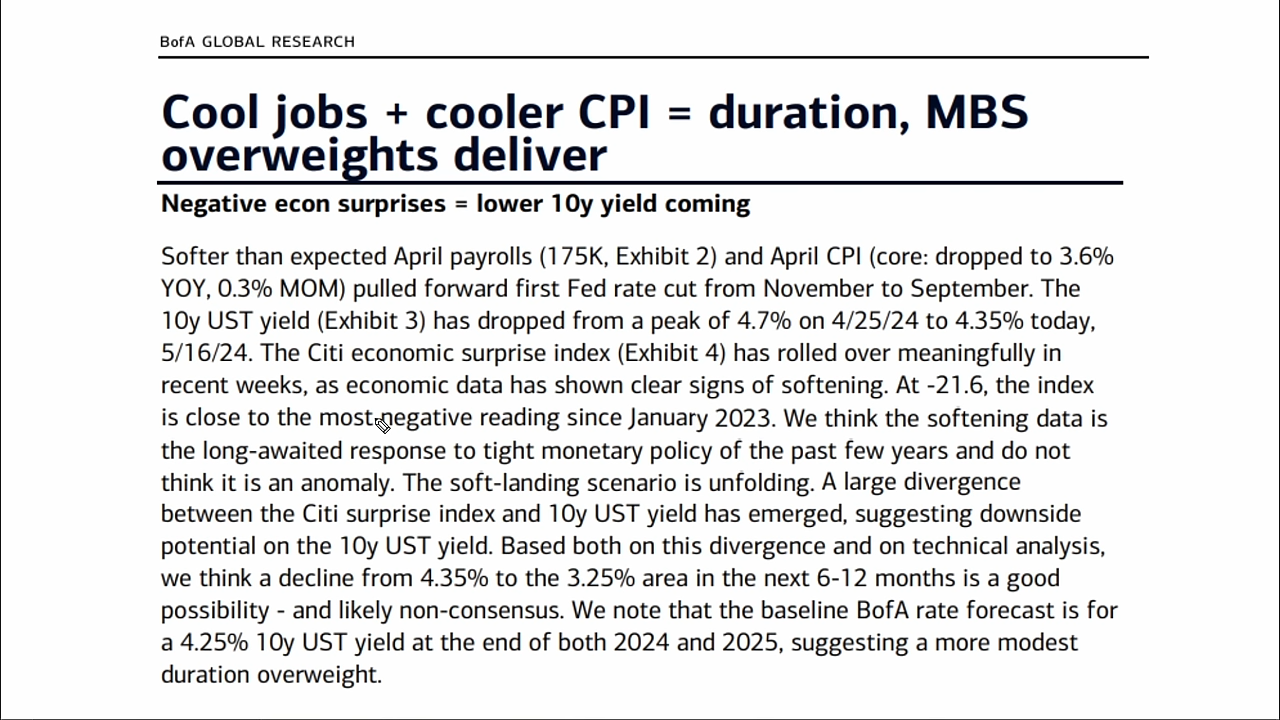 BofA GLOBAL RESEARCH
Cool jobs + cooler CPI = duration, MBS
overweights deliver
Negative econ surprises = lower 10y yield coming
Softer than expected April payrolls (175K, Exhibit 2) and April CPI (core: dropped to 3.6%
YOY, 0.3% MOM) pulled forward first Fed rate cut from November to September. The
10y UST yield (Exhibit 3) has dropped from a peak of 4.7% on 4/25/24 to 4.35% today,
5/16/24. The Citi economic surprise index (Exhibit 4) has rolled over meaningfully in
recent weeks, as economic data has shown clear signs of softening. At -21.6, the index
is close to the most negative reading since January 2023. We think the softening data is
the long-awaited response to tight monetary policy of the past few years and do not
think it is an anomaly. The soft-landing scenario is unfolding. A large divergence
between the Citi surprise index and 10y UST yield has emerged, suggesting downside
potential on the 10y UST yield. Based both on this divergence and on technical analysis,
we think a decline from 4.35% to the 3.25% area in the next 6-12 months is a good
possibility - and likely non-consensus. We note that the baseline BofA rate forecast is for
a 4.25% 10y UST yield at the end of both 2024 and 2025, suggesting a more modest
duration overweight.